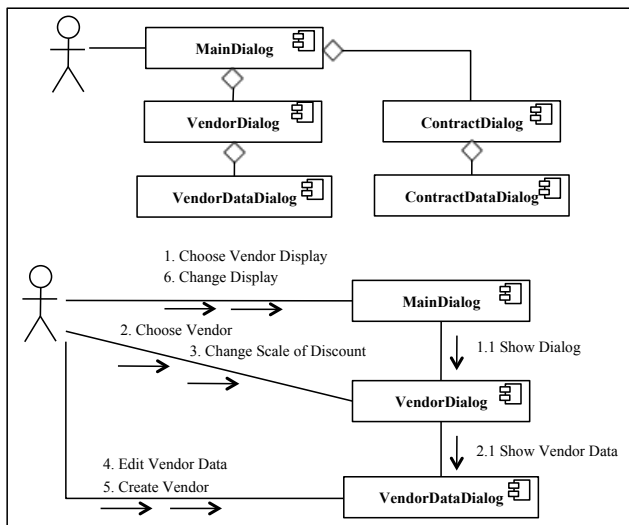 MainDialog
VendorDialog
ContractDialog
VendorDataDialog
ContractDataDialog
1. Choose Vendor Display
6. Change Display
MainDialog
2. Choose Vendor
3. Change Scale of Discount
1.1 Show Dialog
VendorDialog
4. Edit Vendor Data
5. Create Vendor
2.1 Show Vendor Data
VendorDataDialog